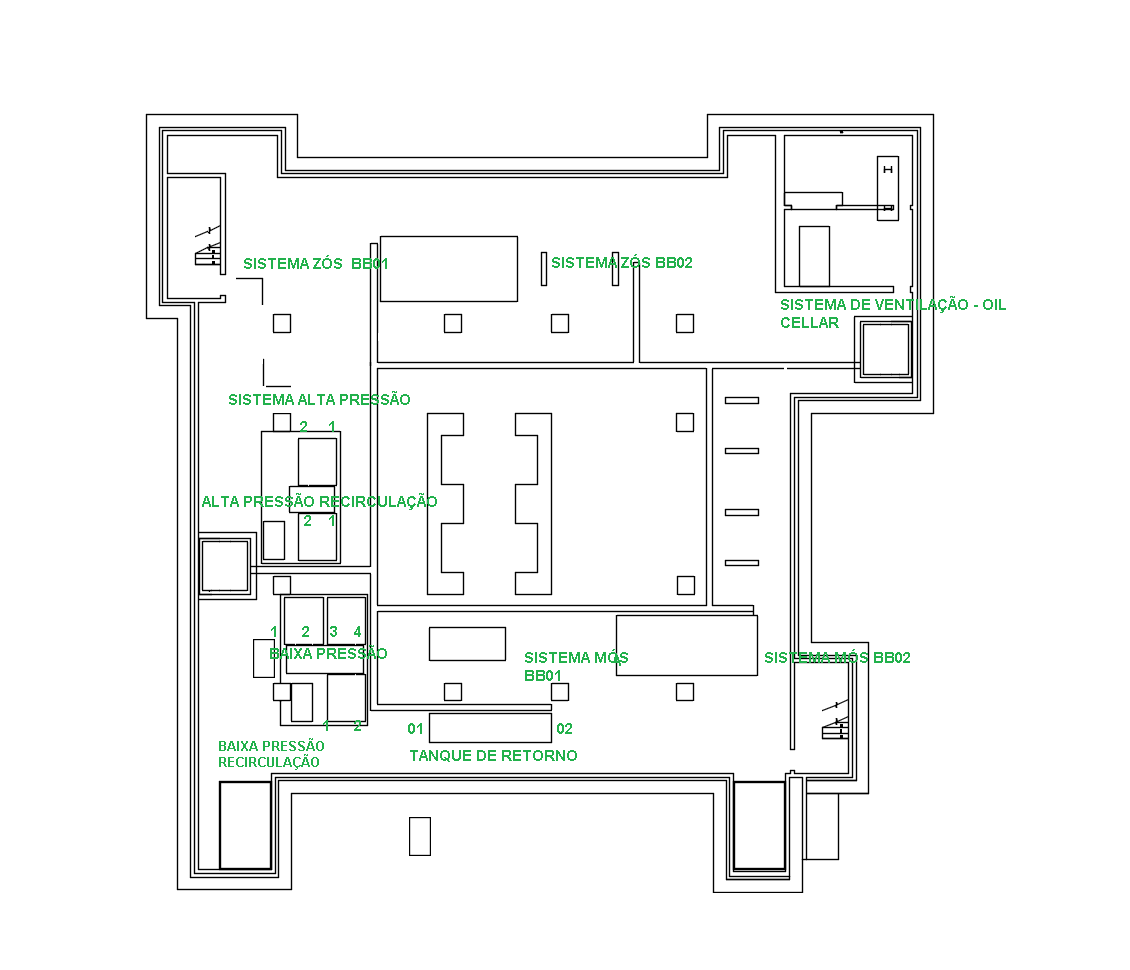 SISTEMA ZÓS BB01
SISTEMA ZÓS BB02
SISTEMA DE VENTILAÇÃO - OIL
CELLAR
SISTEMA ALTA PRESSÃO
2 1
ALTA PRESSÃO RECIRCULAÇÃO
2 1
1 2 3 4
BAIXA PRESSÃO
SISTEMA MÓS
BB01
SISTEMA MÓS BB02
1 2
01 02
BAIXA PRESSÃO
RECIRCULAÇÃO
TANQUE DE RETORNO